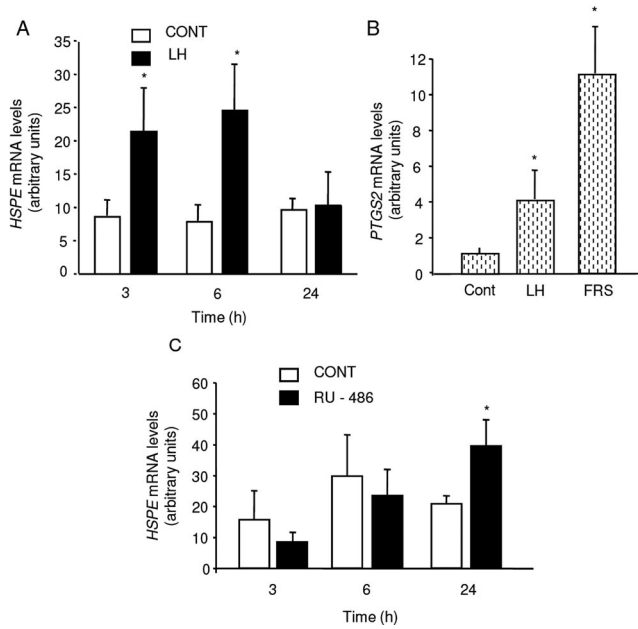 A
CONT
LH
HSPE mRNA levels
(arbitrary units)
35
30
25
20
15
10
5
0
*
*
3 6 24
Time (h)
B
PTGS2 mRNA levels
(arbitrary units)
12
10
8
6
4
2
0
*
*
Cont LH FRS
C
CONT
RU - 486
HSPE mRNA levels
(arbitrary units)
60
50
40
30
20
10
0
*
3 6 24
Time (h)